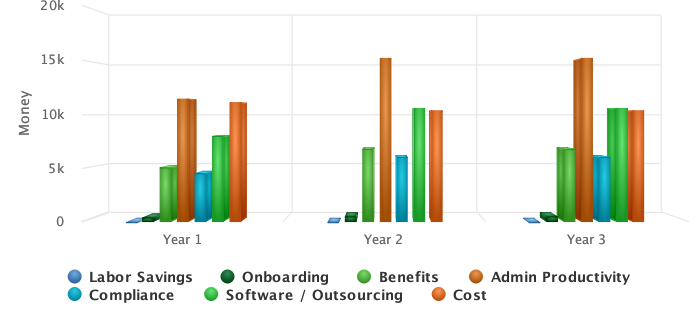 20k
15k
10k
5k
0
Money
Year 1 Year 2 Year 3
Labor Savings Onboarding Benefits Admin Productivity
Compliance Software / Outsourcing Cost